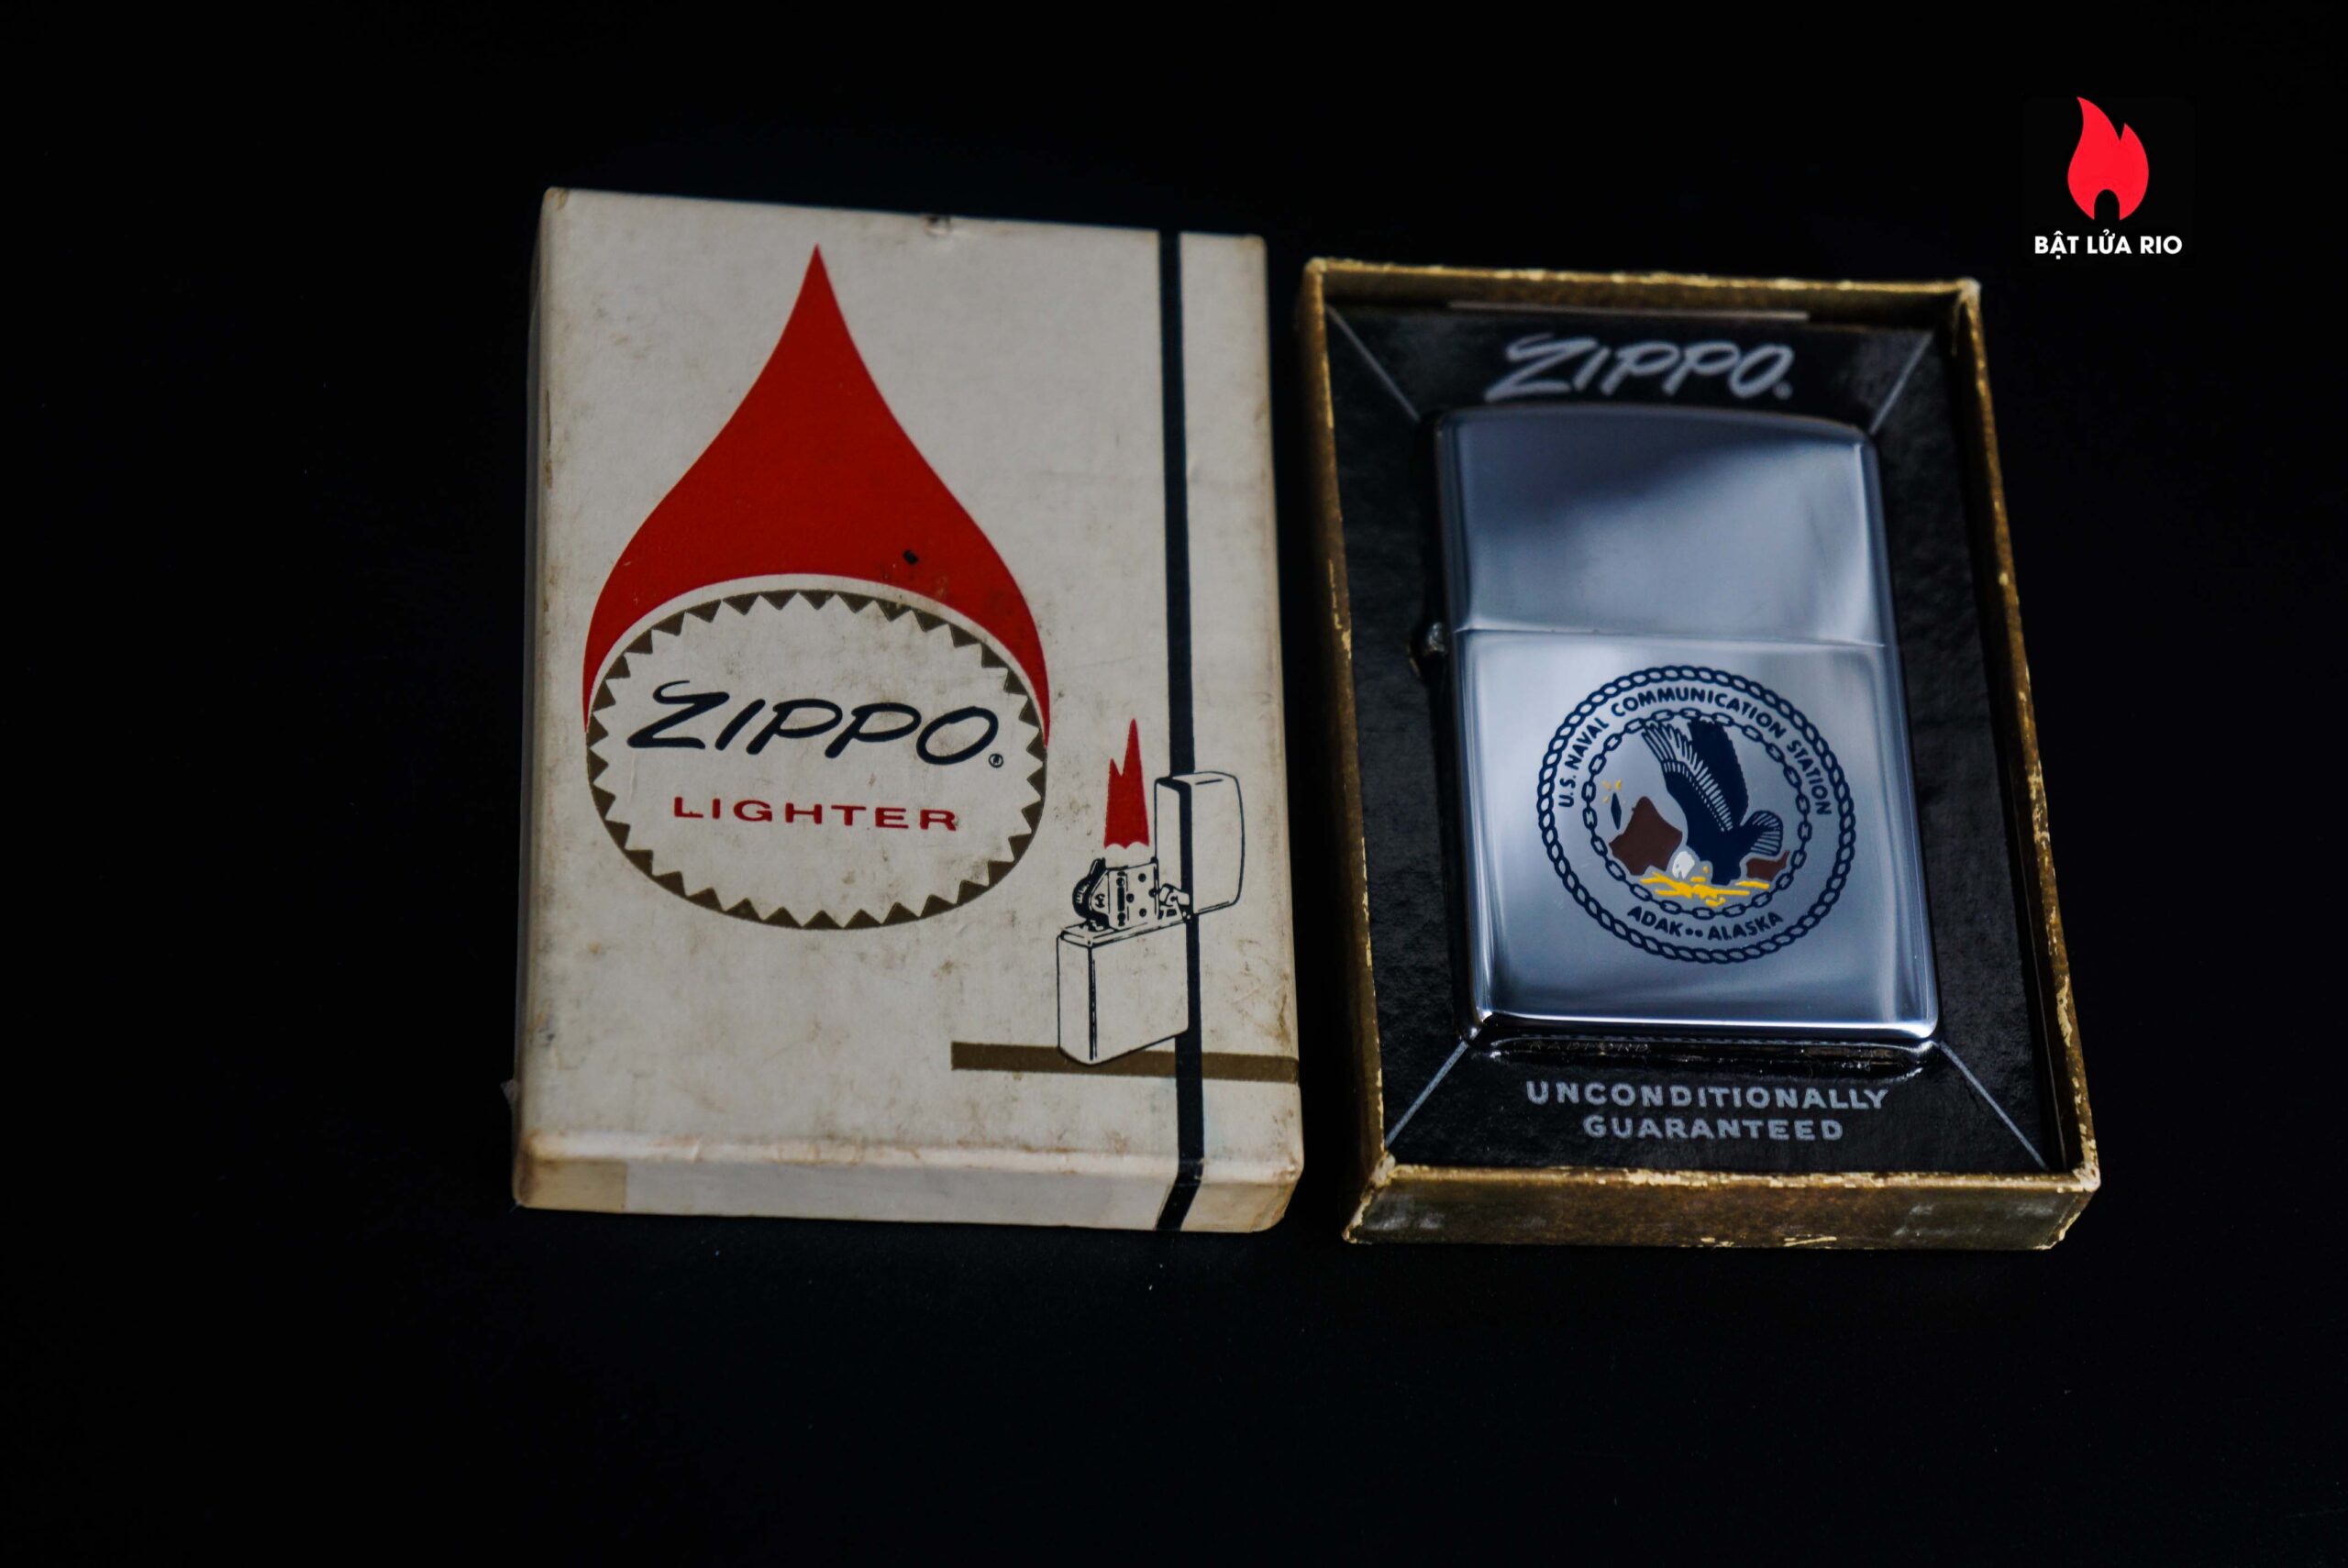 BẬT LỬA RIO
ZIPPO®
LIGHTER
ZIPPO®
U.S. NAVAL COMMUNICATION STATION
ADAK •• ALASKA
UNCONDITIONALLY
GUARANTEED